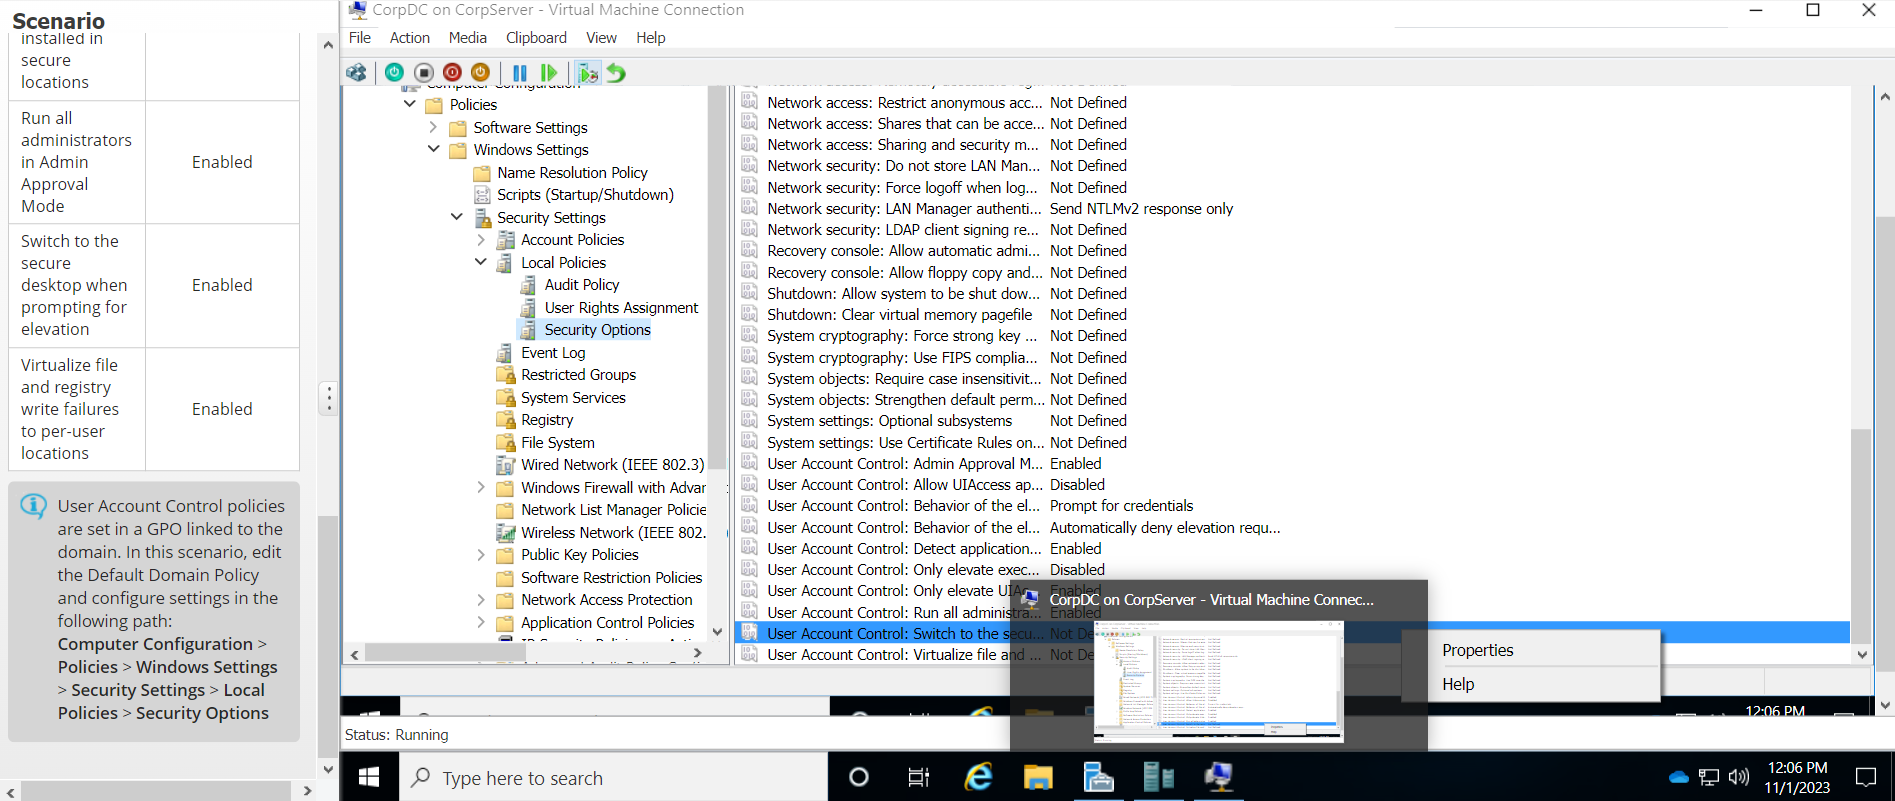 Scenario
installed in
secure
locations
Run all
administrators
in Admin
Approval
Mode
Enabled
Switch to the
secure
desktop when
prompting for
elevation
Enabled
Virtualize file
and registry
write failures
to per-user
locations
Enabled
User Account Control policies
are set in a GPO linked to the
domain. In this scenario, edit
the Default Domain Policy
and configure settings in the
following path:
Computer Configuration >
Policies > Windows Settings
> Security Settings > Local
Policies > Security Options
CorpDC on CorpServer - Virtual Machine Connection
File Action Media Clipboard View Help
Computer Configuration
Policies
Software Settings
Windows Settings
Name Resolution Policy
Scripts (Startup/Shutdown)
Security Settings
Account Policies
Local Policies
Audit Policy
User Rights Assignment
Security Options
Event Log
Restricted Groups
System Services
Registry
File System
Wired Network (IEEE 802.3)
Windows Firewall with Advar
Network List Manager Policie
Wireless Network (IEEE 802.
Public Key Policies
Software Restriction Policies
Network Access Protection
Application Control Policies
Network access: Restrict anonymous acc... Not Defined
Network access: Shares that can be acce... Not Defined
Network access: Sharing and security m... Not Defined
Network security: Do not store LAN Man... Not Defined
Network security: Force logoff when log... Not Defined
Network security: LAN Manager authenti... Send NTLMv2 response only
Network security: LDAP client signing re... Not Defined
Recovery console: Allow automatic admi... Not Defined
Recovery console: Allow floppy copy and... Not Defined
Shutdown: Allow system to be shut dow... Not Defined
Shutdown: Clear virtual memory pagefile Not Defined
System cryptography: Force strong key ... Not Defined
System cryptography: Use FIPS complia... Not Defined
System objects: Require case insensitivit... Not Defined
System objects: Strengthen default perm... Not Defined
System settings: Optional subsystems Not Defined
System settings: Use Certificate Rules on... Not Defined
User Account Control: Admin Approval M... Enabled
User Account Control: Allow UIAccess ap... Disabled
User Account Control: Behavior of the el... Prompt for credentials
User Account Control: Behavior of the el... Automatically deny elevation requ...
User Account Control: Detect application... Enabled
User Account Control: Only elevate exec... Disabled
User Account Control: Only elevate UIAc... Enabled
User Account Control: Run all administra... Enabled
User Account Control: Switch to the secu... Not De
User Account Control: Virtualize file and ... Not De
CorpDC on CorpServer - Virtual Machine Connec...
Properties
Help
12:06 PM
Status: Running
Type here to search
12:06 PM
11/1/2023